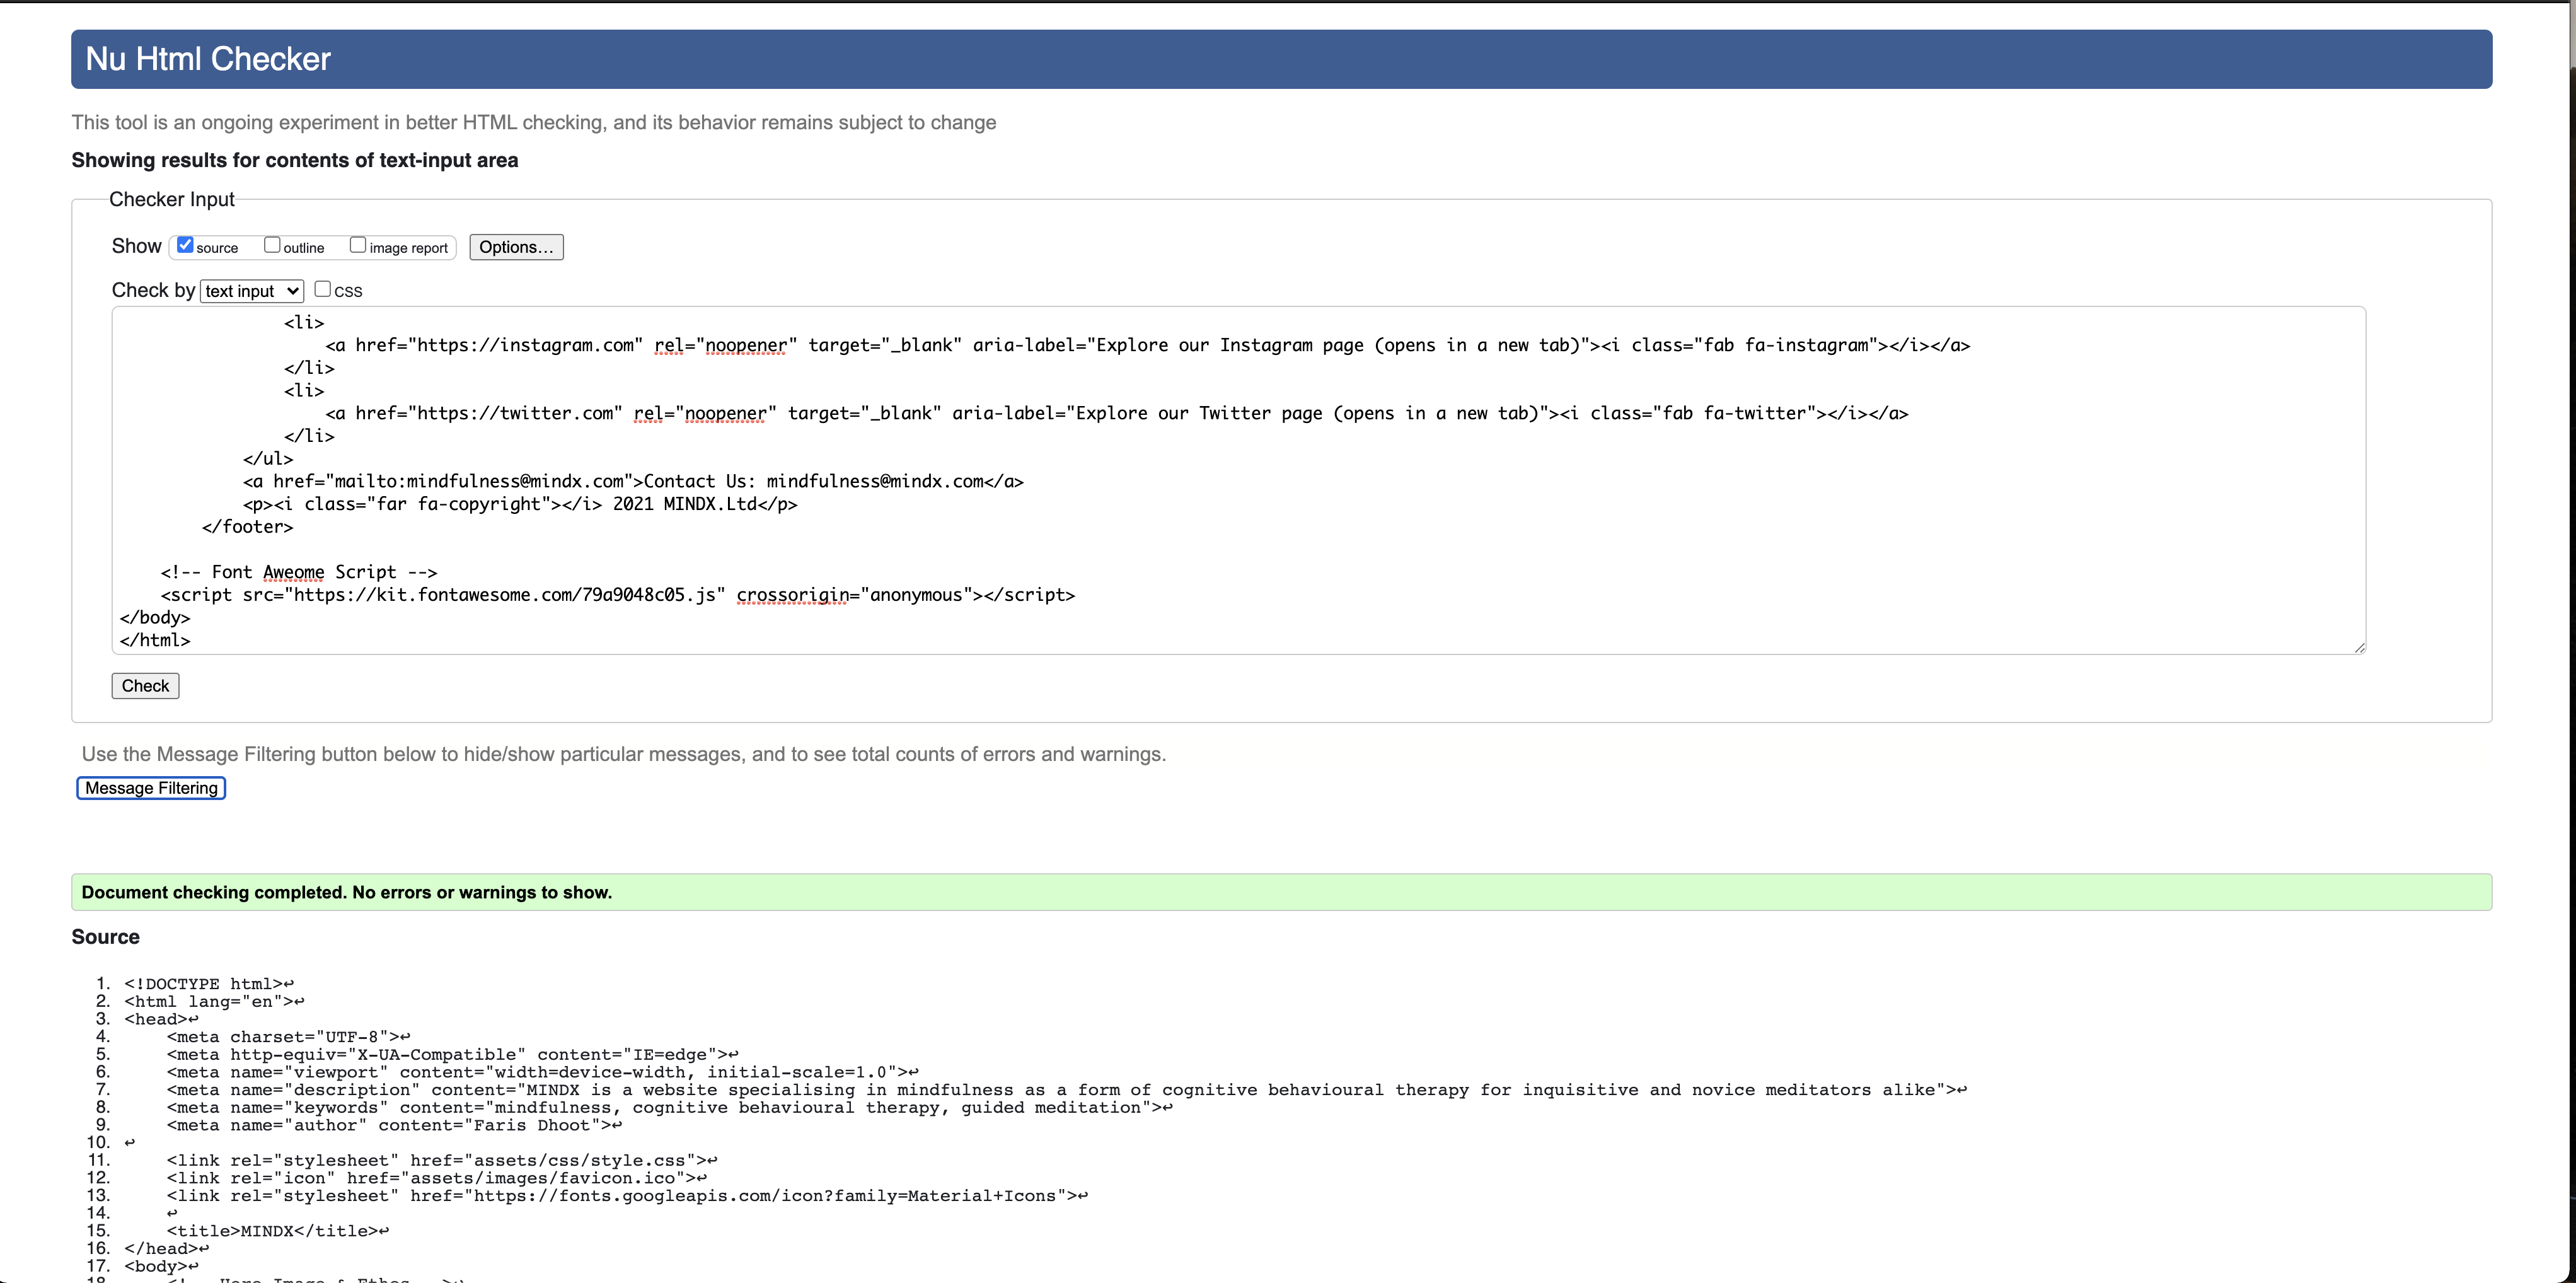 Nu Html Checker
This tool is an ongoing experiment in better HTML checking, and its behavior remains subject to change
Showing results for contents of text-input area
Checker Input
Show source outline image report Options...
Check by text input CSS
<li>
<a href="https://instagram.com" rel="noopener" target="_blank" aria-label="Explore our Instagram page (opens in a new tab)"><i class="fab fa-instagram"></i></a>
</li>
<li>
<a href="https://twitter.com" rel="noopener" target="_blank" aria-label="Explore our Twitter page (opens in a new tab)"><i class="fab fa-twitter"></i></a>
</li>
</ul>
<a href="mailto:mindfulness@mindx.com">Contact Us: mindfulness@mindx.com</a>
<p><i class="far fa-copyright"></i> 2021 MINDX.Ltd</p>
</footer>
<!-- Font Aweome Script -->
<script src="https://kit.fontawesome.com/79a9048c05.js" crossorigin="anonymous"></script>
</body>
</html>
Check
Use the Message Filtering button below to hide/show particular messages, and to see total counts of errors and warnings.
Message Filtering
Document checking completed. No errors or warnings to show.
Source
1. <!DOCTYPE html>↩
2. <html lang="en">↩
3. <head>↩
4. <meta charset="UTF-8">↩
5. <meta http-equiv="X-UA-Compatible" content="IE=edge">↩
6. <meta name="viewport" content="width=device-width, initial-scale=1.0">↩
7. <meta name="description" content="MINDX is a website specialising in mindfulness as a form of cognitive behavioural therapy for inquisitive and novice meditators alike">↩
8. <meta name="keywords" content="mindfulness, cognitive behavioural therapy, guided meditation">↩
9. <meta name="author" content="Faris Dhoot">↩
10. ↩
11. <link rel="stylesheet" href="assets/css/style.css">↩
12. <link rel="icon" href="assets/images/favicon.ico">↩
13. <link rel="stylesheet" href="https://fonts.googleapis.com/icon?family=Material+Icons">↩
14. ↩
15. <title>MINDX</title>↩
16. </head>↩
17. <body>↩